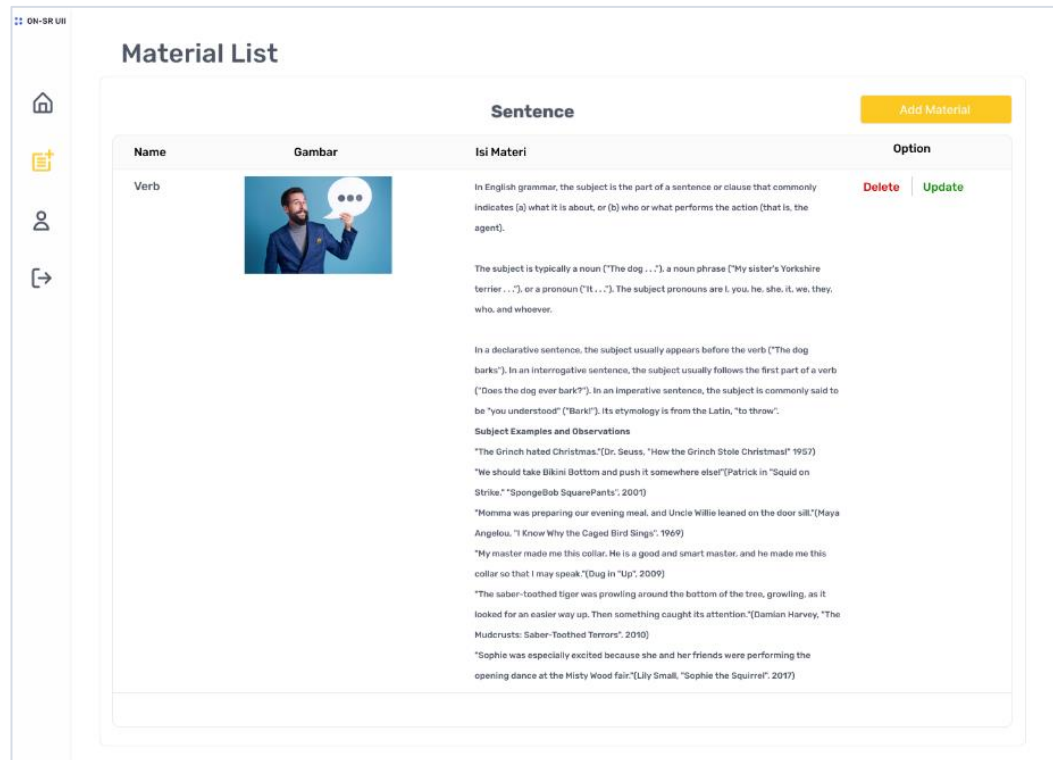 ON-SR UII
Material List
Sentence
Add Material
Name Gambar Isi Materi Option
Verb
Delete Update
In English grammar, the subject is the part of a sentence or clause that commonly
indicates (a) what it is about, or (b) who or what performs the action (that is, the
agent).
The subject is typically a noun ("The dog . . ."), a noun phrase ("My sister's Yorkshire
terrier . . ."), or a pronoun ("It . . ."). The subject pronouns are I, you, he, she, it, we, they,
who, and whoever.
In a declarative sentence, the subject usually appears before the verb ("The dog
barks"). In an interrogative sentence, the subject usually follows the first part of a verb
("Does the dog ever bark?"). In an imperative sentence, the subject is commonly said to
be "you understood" ("Bark!"). Its etymology is from the Latin, "to throw".
Subject Examples and Observations
"The Grinch hated Christmas."(Dr. Seuss, "How the Grinch Stole Christmas!" 1957)
"We should take Bikini Bottom and push it somewhere else!"(Patrick in "Squid on
Strike," "SpongeBob SquarePants", 2001)
"Momma was preparing our evening meal, and Uncle Willie leaned on the door sill."(Maya
Angelou, "I Know Why the Caged Bird Sings", 1969)
"My master made me this collar. He is a good and smart master, and he made me this
collar so that I may speak."(Dug in "Up", 2009)
"The saber-toothed tiger was prowling around the bottom of the tree, growling, as it
looked for an easier way up. Then something caught its attention."(Damian Harvey, "The
Mudcrusts: Saber-Toothed Terrors", 2010)
"Sophie was especially excited because she and her friends were performing the
opening dance at the Misty Wood fair."(Lily Small, "Sophie the Squirrel", 2017)